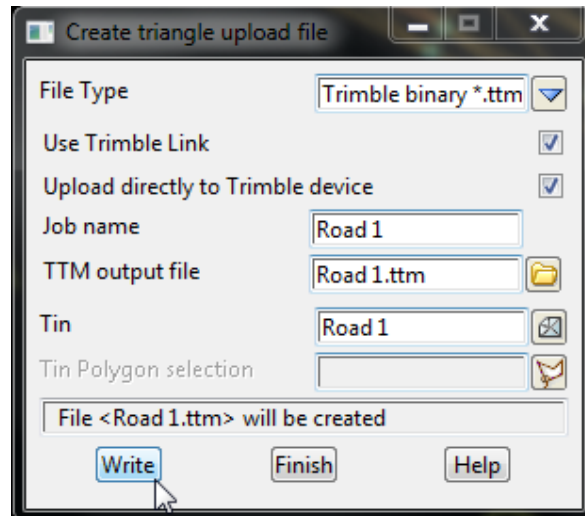 Create triangle upload file
File Type Trimble binary *.ttm
Use Trimble Link
Upload directly to Trimble device
Job name Road 1
TTM output file Road 1.ttm
Tin Road 1
Tin Polygon selection
File <Road 1.ttm> will be created
Write Finish Help